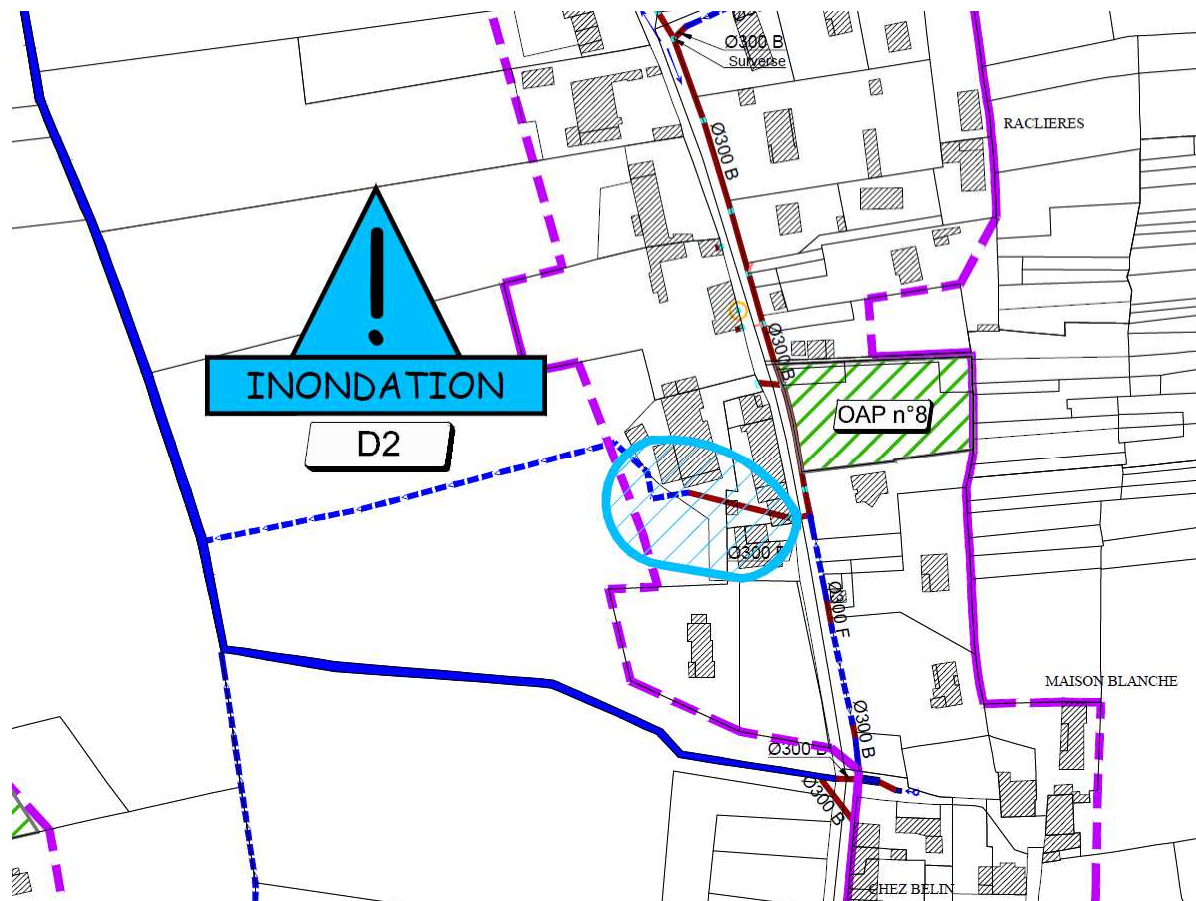 Ø300 B
Surverse
RACLIERES
Ø300 B
!
INONDATION
D2
Ø300 B
OAP n°8
Ø300
Ø300 F
MAISON BLANCHE
Ø300 B
Ø300
Ø300 B
CHEZ BELIN